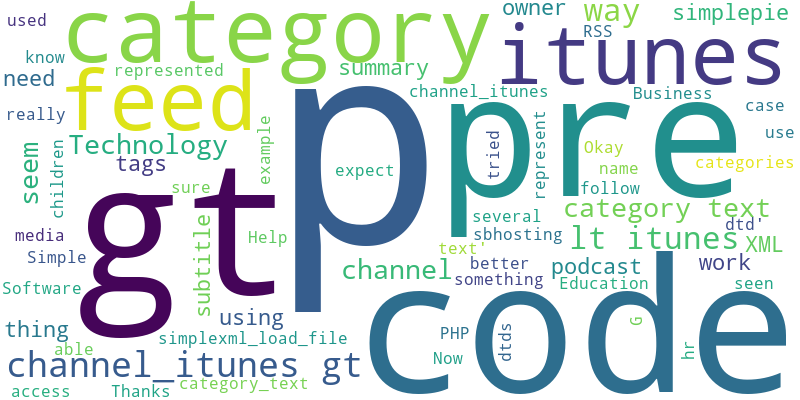 used
category
owner
way
simplepie
RSS
itunes
know
represented
summary
need
feed
channel_itunes
Business
really
p
pre
case
Technology
example
tried
represent
use
seem
children
tags
expect
Okay
name
categories
gt
sure
follow
category text
several
media
subtitle
Help
sbhosting
dtd'
text'
lt itunes
XML
Simple
channel
better
podcast
work
something
Education
seen
Software
code
thing
using
PHP
dtds
G
hr
simplexml_load_file
able
Now
channel_itunes gt
category_text
access
Thanks